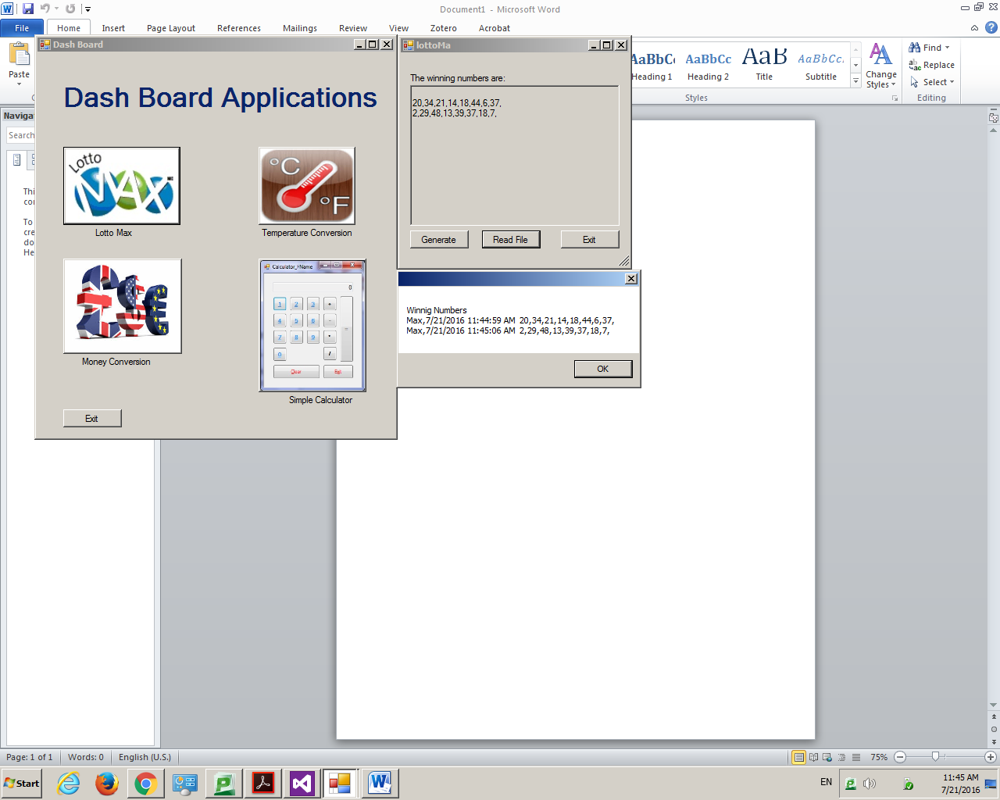 Document1 - Microsoft Word
File Home Insert Page Layout References Mailings Review View Zotero Acrobat
Paste
AaBbCc AaBbCc AaB AaBbCc.
Heading 1 Heading 2 Title Subtitle
Change Styles
Styles
Find
Replace
Select
Editing
Navigat
Search
Thi
cor
To
cre
do
He
Dash Board
Dash Board Applications
Lotto MAX
Lotto Max
°C °F
Temperature Conversion
Money Conversion
Calculator_FName
0
1 2 3 +
4 5 6 -
7 8 9 *
0 /
=
Clear Exit
Simple Calculator
Exit
lottoMa
The winning numbers are:
20,34,21,14,18,44,6,37,
2,29,48,13,39,37,18,7,
Generate Read File Exit
Winnig Numbers
Max,7/21/2016 11:44:59 AM 20,34,21,14,18,44,6,37,
Max,7/21/2016 11:45:06 AM 2,29,48,13,39,37,18,7,
OK
Page: 1 of 1 Words: 0 English (U.S.) 75%
Start EN 11:45 AM
7/21/2016